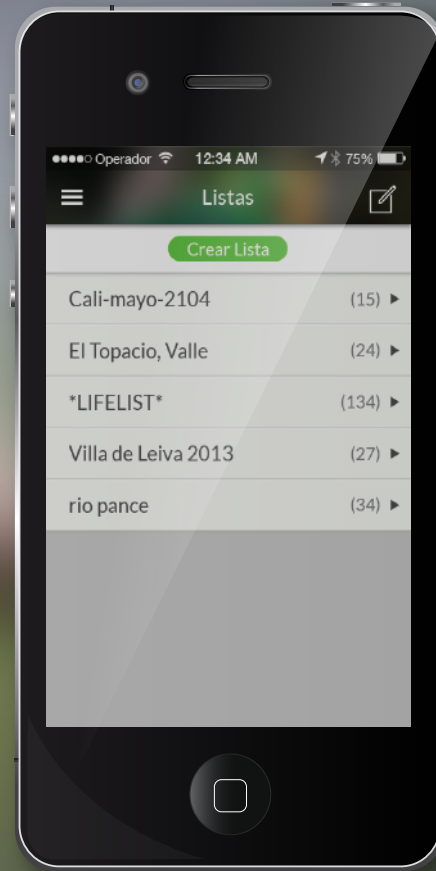 Operador 12:34 AM 75%
Listas
Crear Lista
Cali-mayo-2104 (15)
El Topacio, Valle (24)
*LIFELIST* (134)
Villa de Leiva 2013 (27)
rio pance (34)